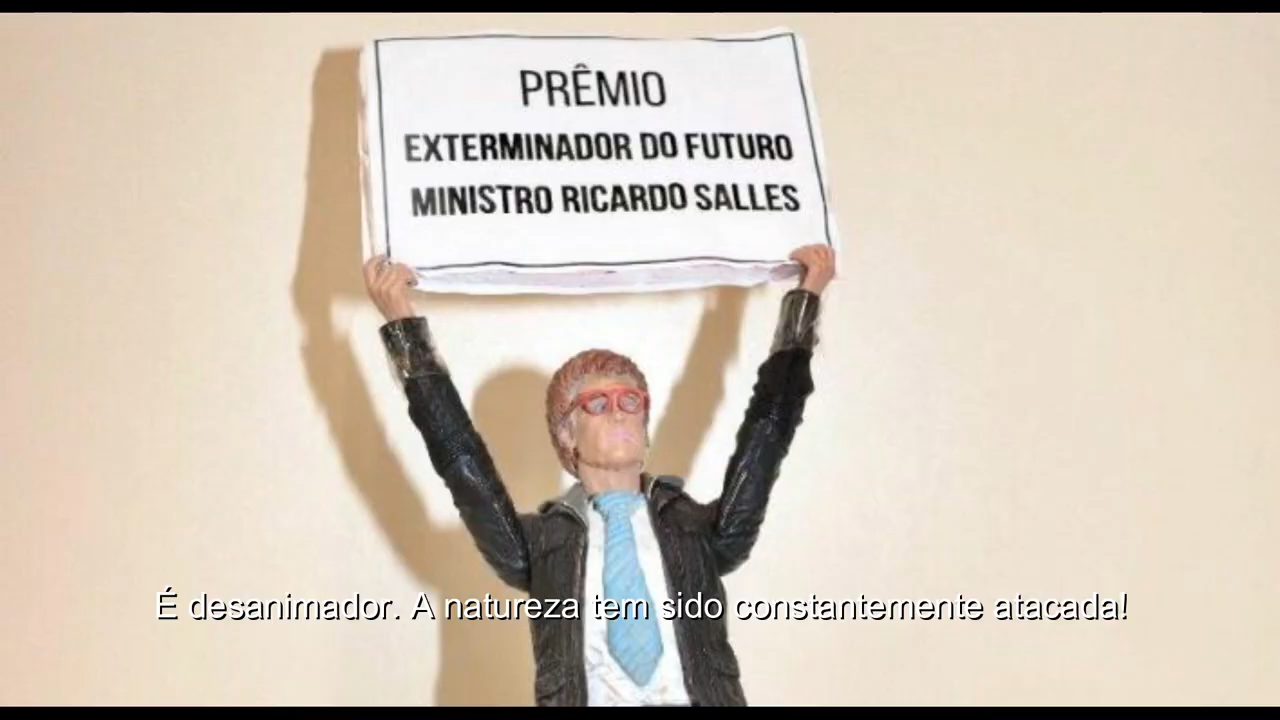 PRÊMIO
EXTERMINADOR DO FUTURO
MINISTRO RICARDO SALLES
É desanimador. A natureza tem sido constantemente atacada!